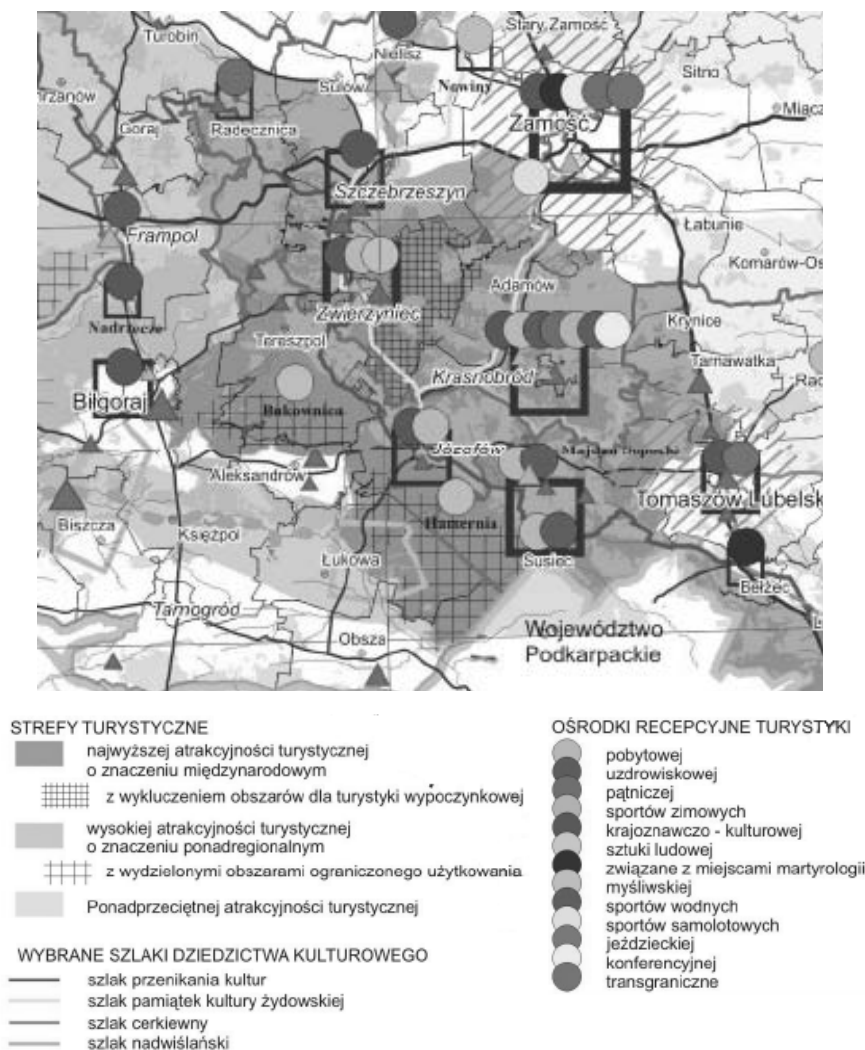 Turobin
Nielisz
Stary Zamość
Sułów
Nowiny
Sitno
Goraj
Radecznica
Zamość
Szczebrzeszyn
Frampol
Łabunie
Adamów
Nadrzecze
Zwierzyniec
Krynice
Tereszpol
Tarnawatka
Krasnobród
Biłgoraj
Bukownica
Józefów
Majdan Sopocki
Aleksandrów
Biszcza
Hamernia
Tomaszów Lubelsk
Księżpol
Łukowa
Susiec
Bełżec
Tarnogród
Obsza
Województwo
Podkarpackie
STREFY TURYSTYCZNE
najwyższej atrakcyjności turystycznej
o znaczeniu międzynarodowym
z wykluczeniem obszarów dla turystyki wypoczynkowej
wysokiej atrakcyjności turystycznej
o znaczeniu ponadregionalnym
z wydzielonymi obszarami ograniczonego użytkowania
Ponadprzeciętnej atrakcyjności turystycznej
WYBRANE SZLAKI DZIEDZICTWA KULTUROWEGO
szlak przenikania kultur
szlak pamiątek kultury żydowskiej
szlak cerkiewny
szlak nadwiślański
OŚRODKI RECEPCYJNE TURYSTYKI
pobytowej
uzdrowiskowej
pątniczej
sportów zimowych
krajoznawczo - kulturowej
sztuki ludowej
związane z miejscami martyrologii
myśliwskiej
sportów wodnych
sportów samolotowych
jeździeckiej
konferencyjnej
transgraniczne